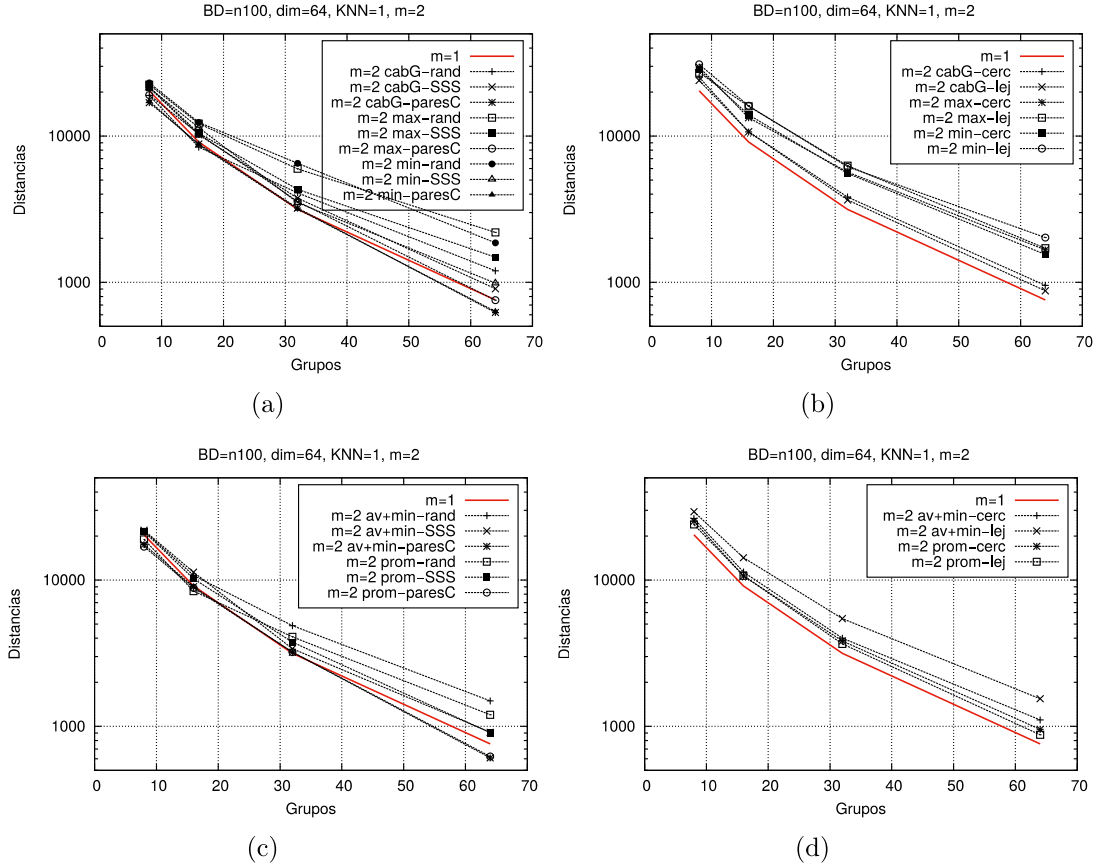 BD=n100, dim=64, KNN=1, m=2
Distancias
10000
1000
0 10 20 30 40 50 60 70
Grupos
m=1
m=2 cabG-rand
m=2 cabG-SSS
m=2 cabG-paresC
m=2 max-rand
m=2 max-SSS
m=2 max-paresC
m=2 min-rand
m=2 min-SSS
m=2 min-paresC
(a)
BD=n100, dim=64, KNN=1, m=2
Distancias
10000
1000
0 10 20 30 40 50 60 70
Grupos
m=1
m=2 cabG-cerc
m=2 cabG-lej
m=2 max-cerc
m=2 max-lej
m=2 min-cerc
m=2 min-lej
(b)
BD=n100, dim=64, KNN=1, m=2
Distancias
10000
1000
0 10 20 30 40 50 60 70
Grupos
m=1
m=2 av+min-rand
m=2 av+min-SSS
m=2 av+min-paresC
m=2 prom-rand
m=2 prom-SSS
m=2 prom-paresC
(c)
BD=n100, dim=64, KNN=1, m=2
Distancias
10000
1000
0 10 20 30 40 50 60 70
Grupos
m=1
m=2 av+min-cerc
m=2 av+min-lej
m=2 prom-cerc
m=2 prom-lej
(d)